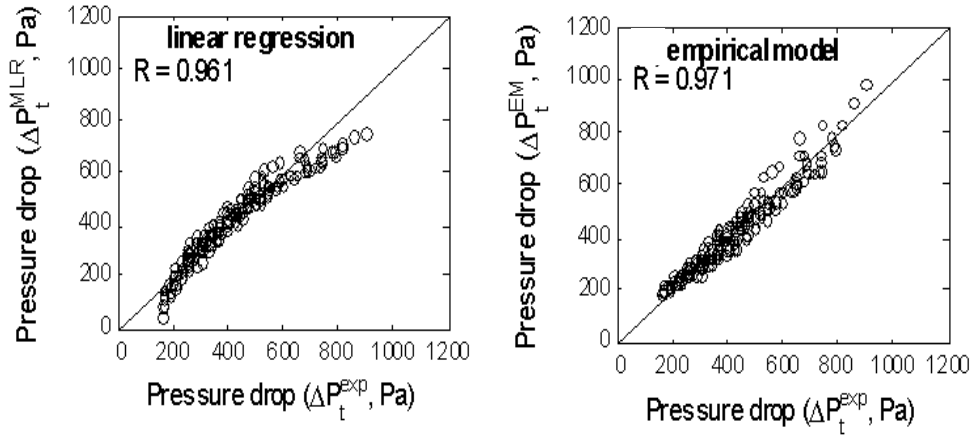 linear regression
R = 0.961
Pressure drop (ΔP_t^MLR, Pa)
1200
1000
800
600
400
200
0
0 200 400 600 800 1000 1200
Pressure drop (ΔP_t^exp, Pa)
empirical model
R = 0.971
Pressure drop (ΔP_t^EM, Pa)
1200
1000
800
600
400
200
0
0 200 400 600 800 1000 1200
Pressure drop (ΔP_t^exp, Pa)